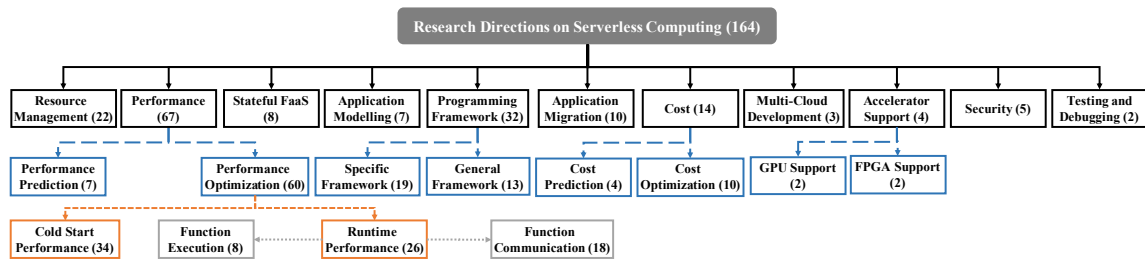 Research Directions on Serverless Computing (164)
Resource
Management (22)
Performance
(67)
Stateful FaaS
(8)
Application
Modelling (7)
Programming
Framework (32)
Application
Migration (10)
Cost (14)
Multi-Cloud
Development (3)
Accelerator
Support (4)
Security (5)
Testing and
Debugging (2)
Performance
Prediction (7)
Performance
Optimization (60)
Specific
Framework (19)
General
Framework (13)
Cost
Prediction (4)
Cost
Optimization (10)
GPU Support
(2)
FPGA Support
(2)
Cold Start
Performance (34)
Function
Execution (8)
Runtime
Performance (26)
Function
Communication (18)